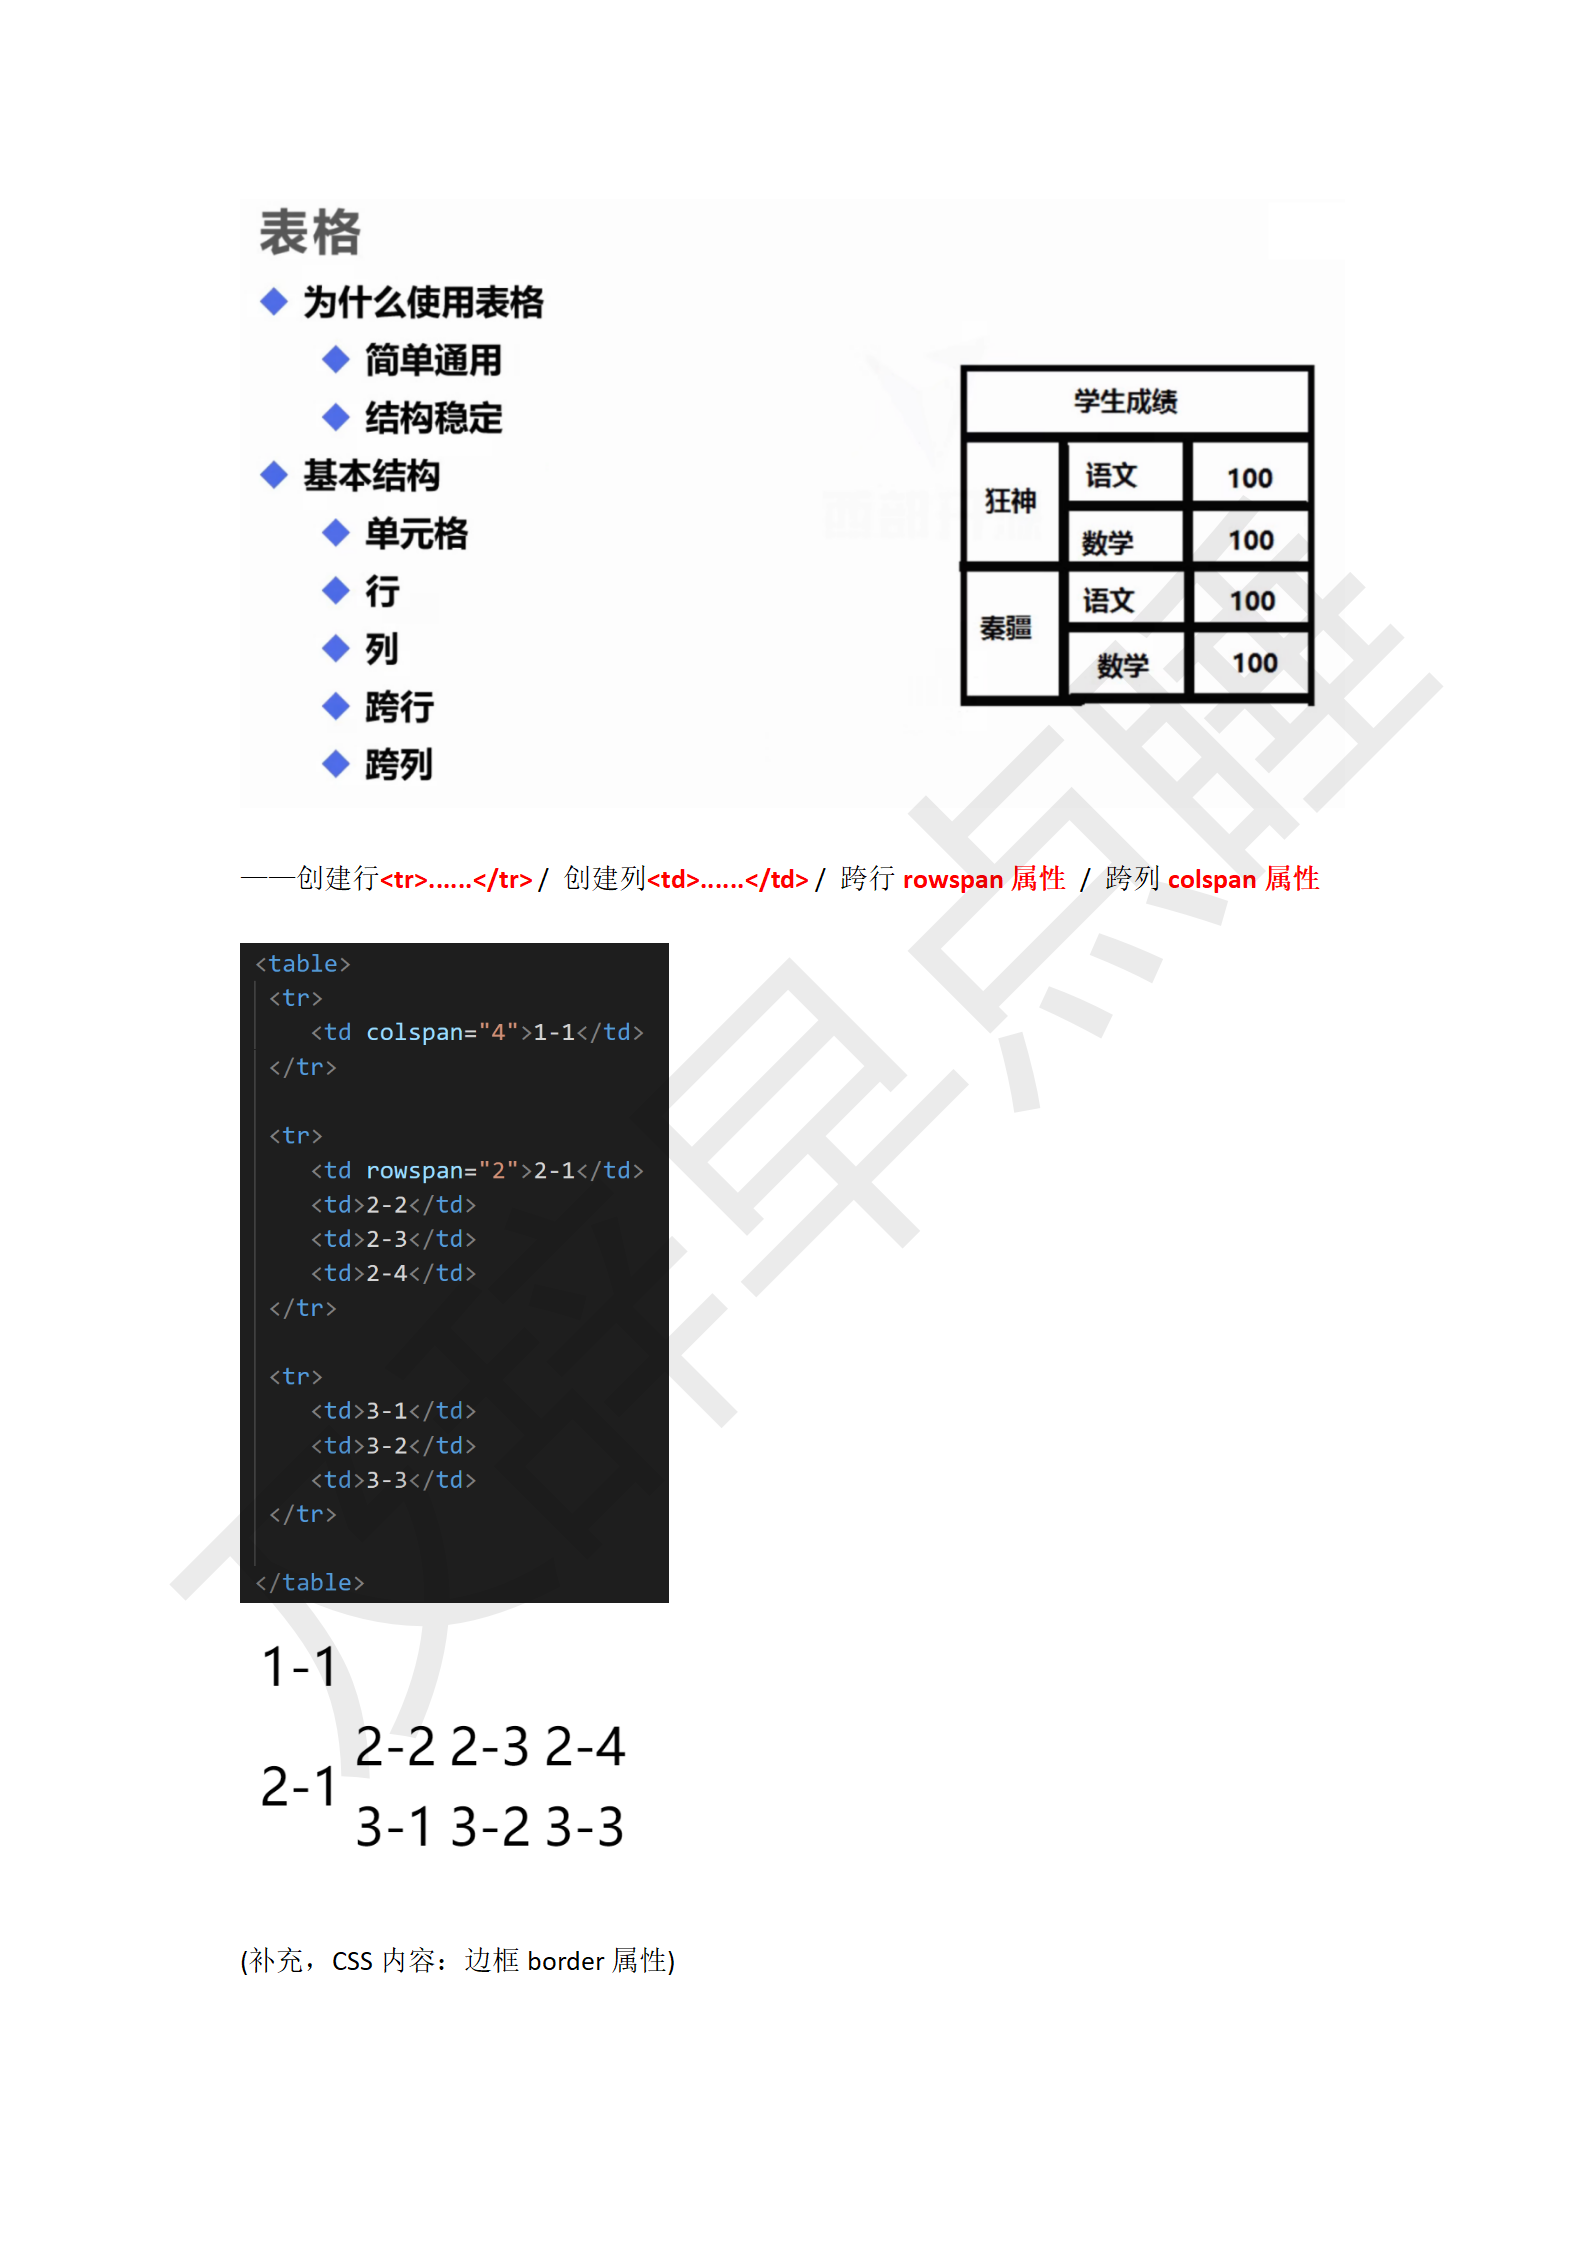 表格
为什么使用表格
简单通用
结构稳定
基本结构
单元格
行
列
跨行
跨列
学生成绩
狂神 语文 100
数学 100
秦疆 语文 100
数学 100
——创建行<tr>......</tr> / 创建列<td>......</td> / 跨行 rowspan 属性 / 跨列 colspan 属性
<table>
<tr>
<td colspan="4">1-1</td>
</tr>
<tr>
<td rowspan="2">2-1</td>
<td>2-2</td>
<td>2-3</td>
<td>2-4</td>
</tr>
<tr>
<td>3-1</td>
<td>3-2</td>
<td>3-3</td>
</tr>
</table>
1-1
2-2 2-3 2-4
2-1
3-1 3-2 3-3
(补充，CSS 内容：边框 border 属性)